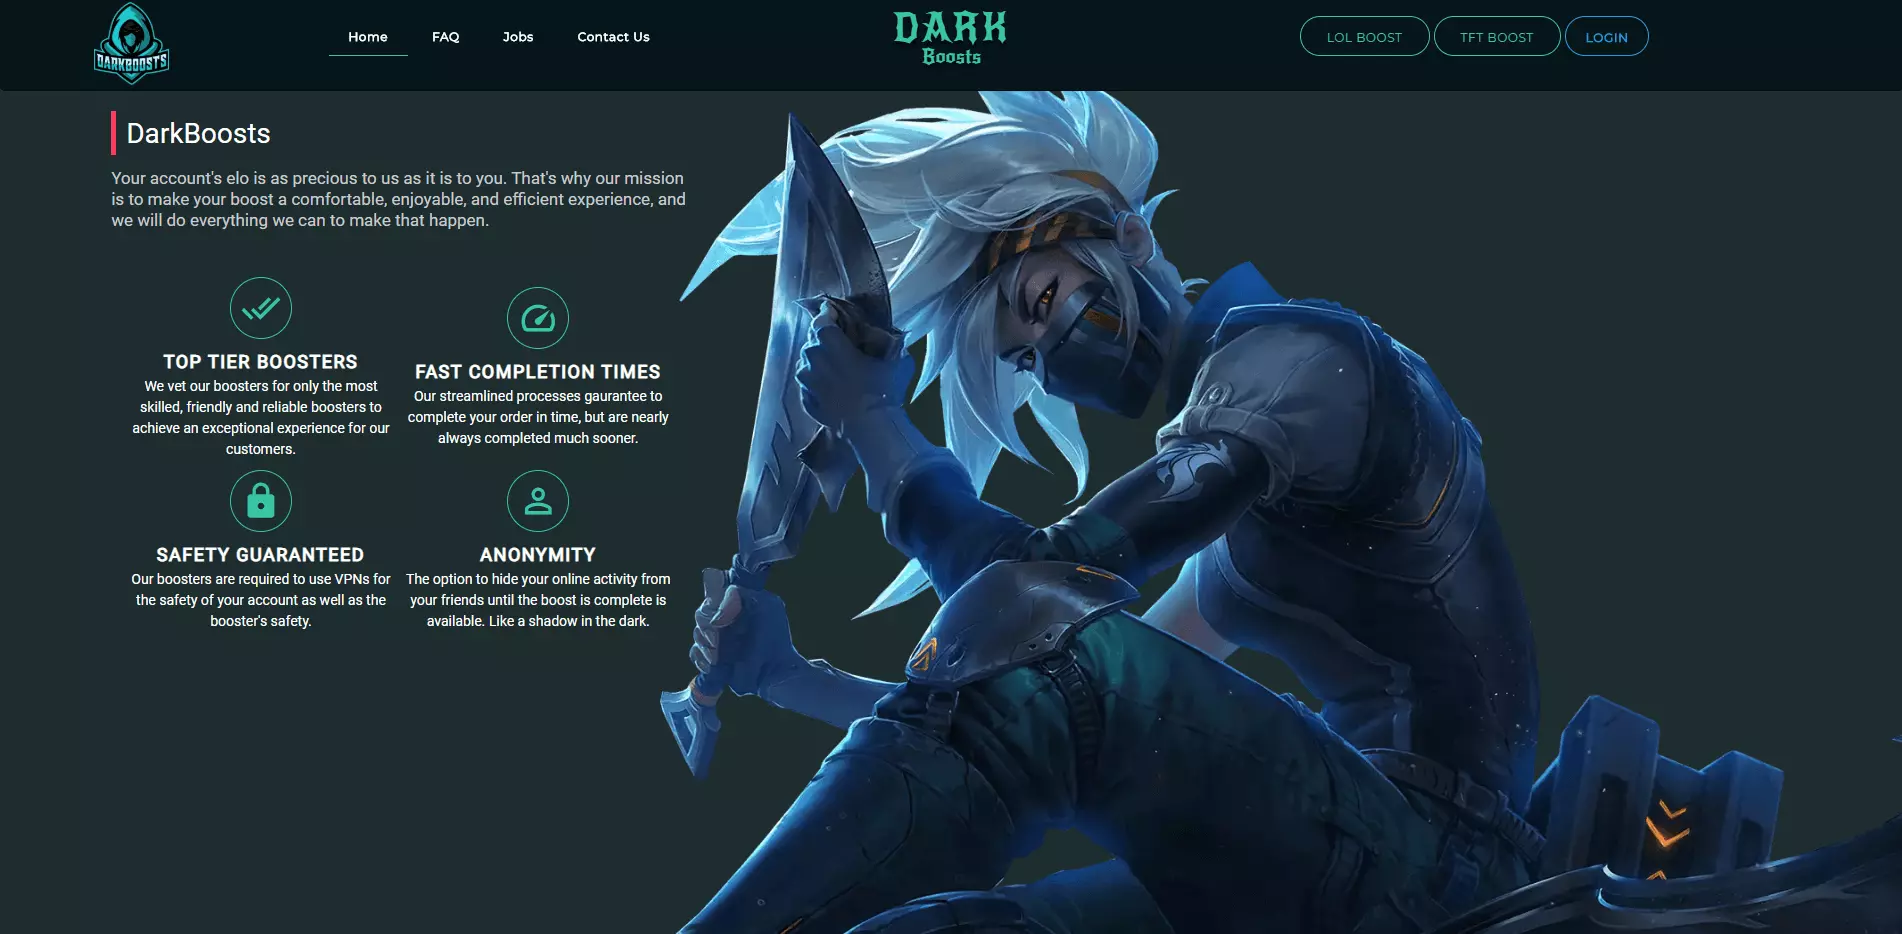 DARKBOOSTS
Home
FAQ
Jobs
Contact Us
DARK
Boosts
LOL BOOST
TFT BOOST
LOGIN
DarkBoosts
Your account's elo is as precious to us as it is to you. That's why our mission
is to make your boost a comfortable, enjoyable, and efficient experience, and
we will do everything we can to make that happen.
TOP TIER BOOSTERS
We vet our boosters for only the most
skilled, friendly and reliable boosters to
achieve an exceptional experience for our
customers.
FAST COMPLETION TIMES
Our streamlined processes gaurantee to
complete your order in time, but are nearly
always completed much sooner.
SAFETY GUARANTEED
Our boosters are required to use VPNs for
the safety of your account as well as the
booster's safety.
ANONYMITY
The option to hide your online activity from
your friends until the boost is complete is
available. Like a shadow in the dark.